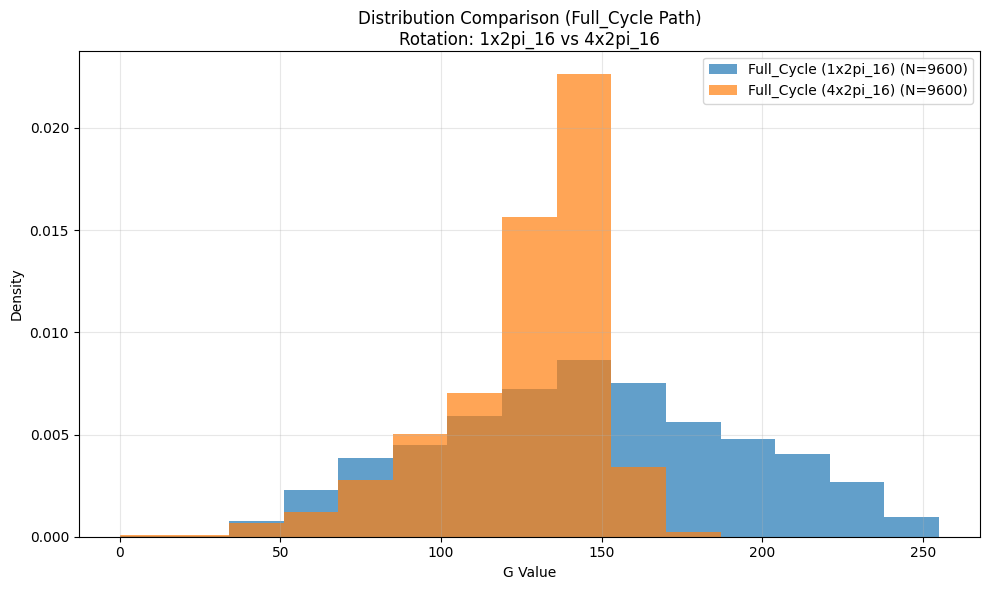 Distribution Comparison (Full_Cycle Path)
Rotation: 1x2pi_16 vs 4x2pi_16
Full_Cycle (1x2pi_16) (N=9600)
Full_Cycle (4x2pi_16) (N=9600)
0.020
0.015
0.010
0.005
0.000
Density
0 50 100 150 200 250
G Value